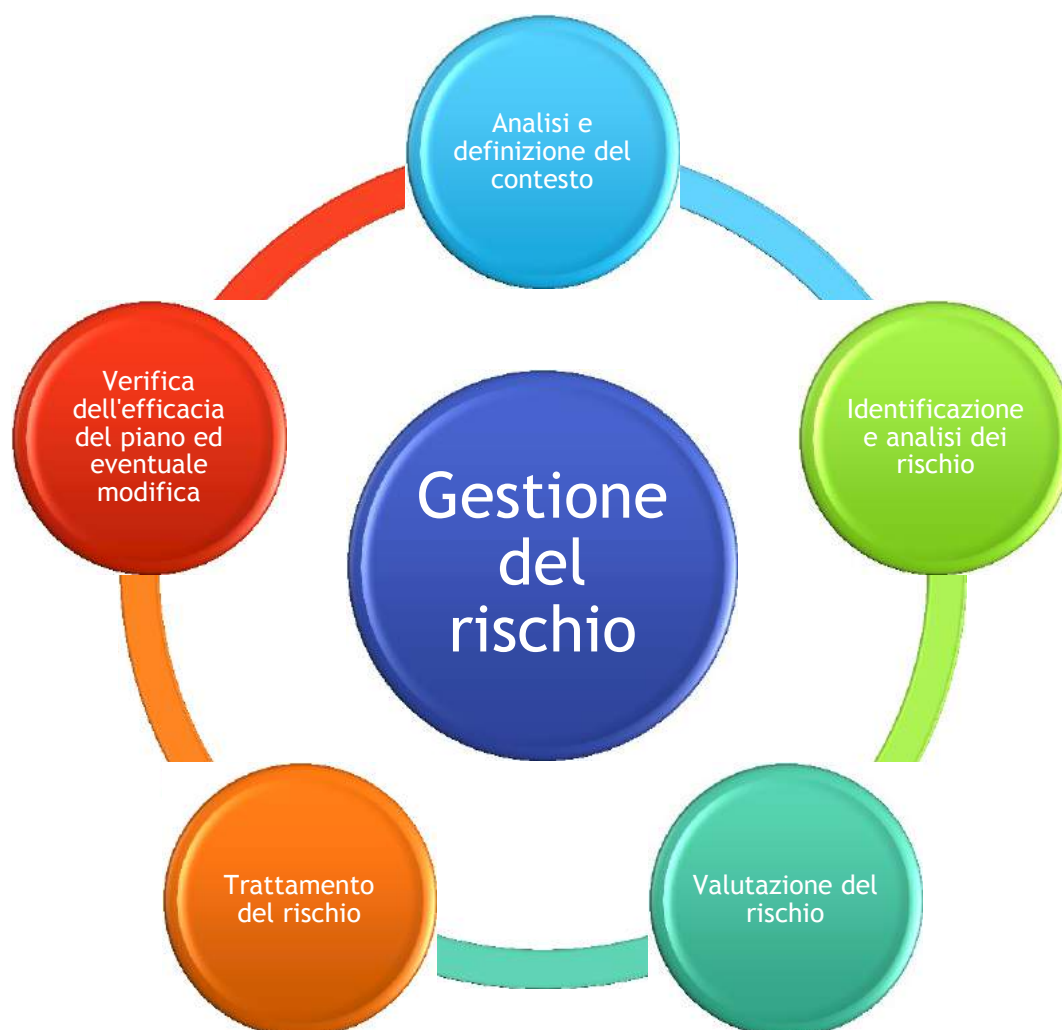 Analisi e
definizione del
contesto
Identificazione
e analisi dei
rischio
Valutazione del
rischio
Trattamento
del rischio
Verifica
dell'efficacia
del piano ed
eventuale
modifica
Gestione
del
rischio